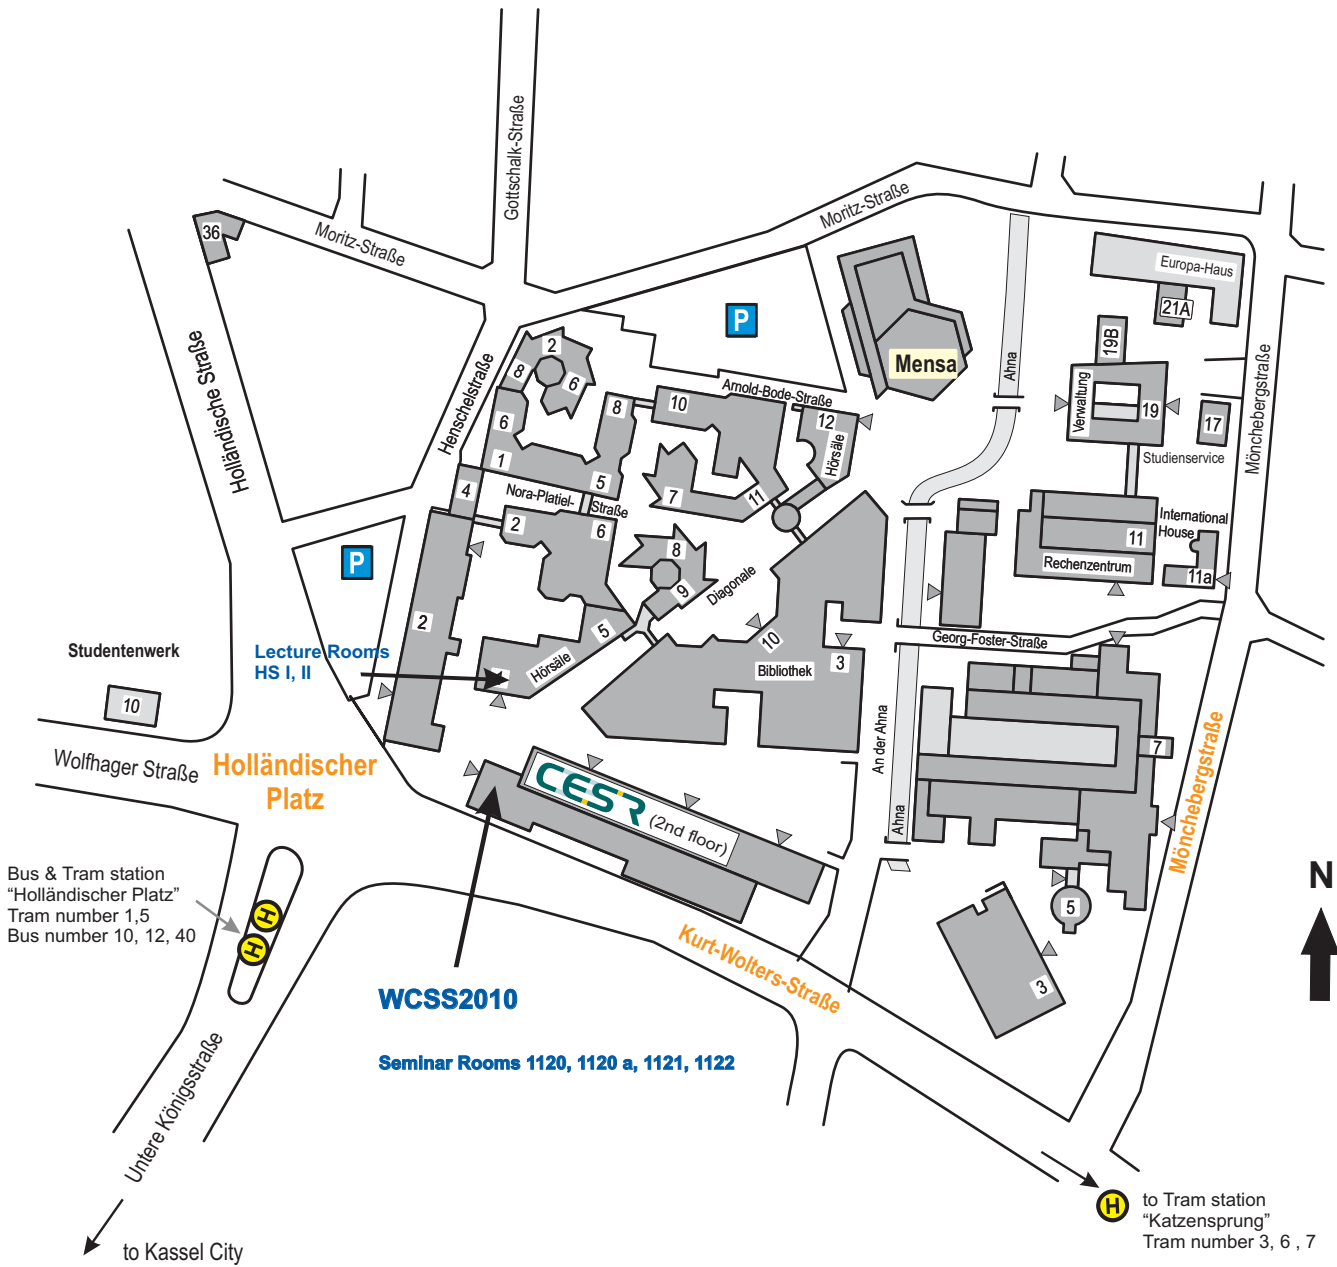 Gottschalk-Straße
Moritz-Straße
Moritz-Straße
36
Holländische Straße
Henschelstraße
P
Mensa
Arnold-Bode-Straße
Ahna
Europa-Haus
21A
19B
Verwaltung
19
17
Studienservice
Mönchebergstraße
2
8
6
6
1
8
5
10
12
Hörsäle
7
11
4
Nora-Platiel-
Straße
2
6
8
9
Diagonale
P
2
5
Hörsäle
10
Bibliothek
3
11
Rechenzentrum
International
House
11a
Georg-Foster-Straße
Studentenwerk
10
Lecture Rooms
HS I, II
Wolfhager Straße
Holländischer
Platz
CESR
(2nd floor)
An der Ahna
Ahna
7
Mönchebergstraße
5
3
N
Bus & Tram station
“Holländischer Platz”
Tram number 1,5
Bus number 10, 12, 40
H
H
Kurt-Wolters-Straße
WCSS2010
Seminar Rooms 1120, 1120 a, 1121, 1122
Untere Königsstraße
to Kassel City
H
to Tram station
“Katzensprung”
Tram number 3, 6 , 7